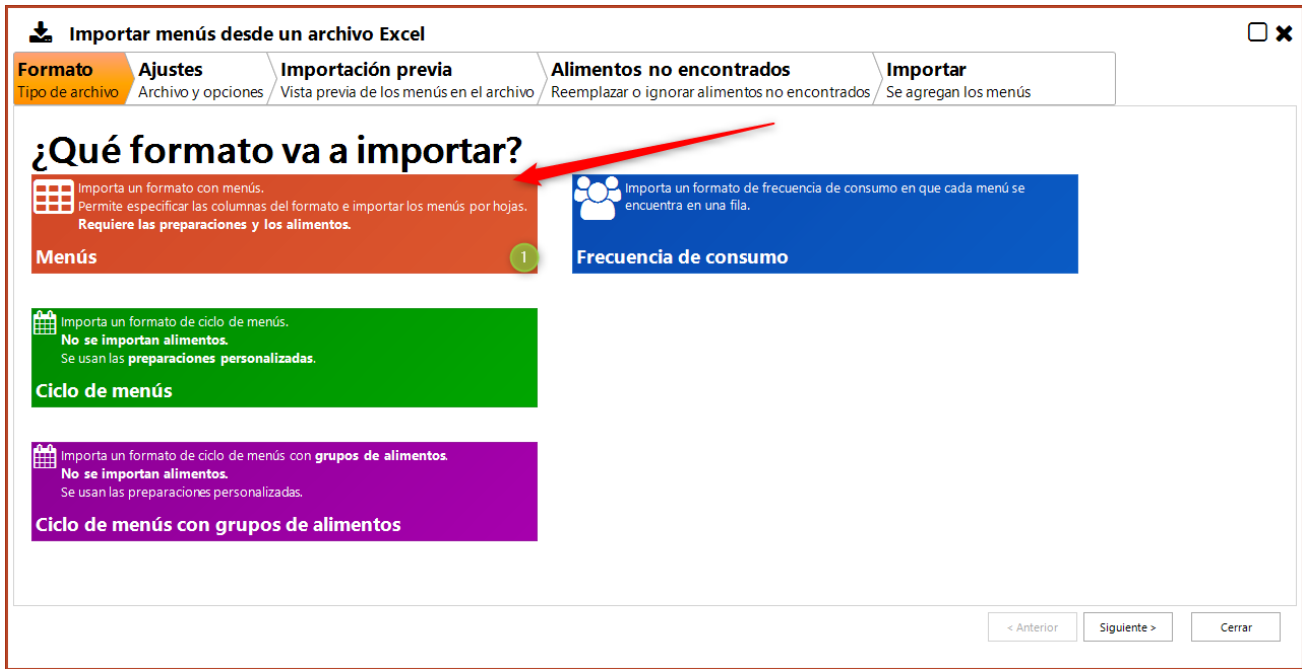 Importar menús desde un archivo Excel
Formato
Tipo de archivo
Ajustes
Archivo y opciones
Importación previa
Vista previa de los menús en el archivo
Alimentos no encontrados
Reemplazar o ignorar alimentos no encontrados
Importar
Se agregan los menús
¿Qué formato va a importar?
Importa un formato con menús.
Permite especificar las columnas del formato e importar los menús por hojas.
Requiere las preparaciones y los alimentos.
Menús
1
Importa un formato de frecuencia de consumo en que cada menú se
encuentra en una fila.
Frecuencia de consumo
Importa un formato de ciclo de menús.
No se importan alimentos.
Se usan las preparaciones personalizadas.
Ciclo de menús
Importa un formato de ciclo de menús con grupos de alimentos.
No se importan alimentos.
Se usan las preparaciones personalizadas.
Ciclo de menús con grupos de alimentos
< Anterior
Siguiente >
Cerrar